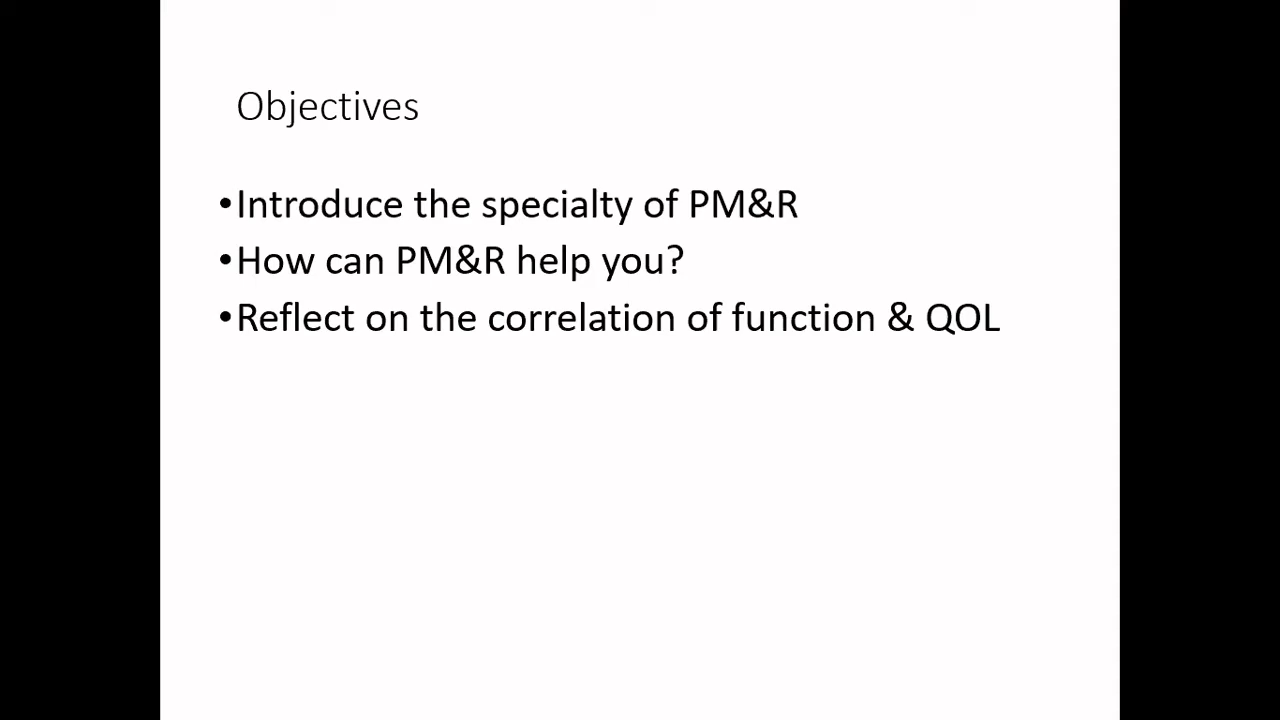 Objectives
•Introduce the specialty of PM&R
•How can PM&R help you?
•Reflect on the correlation of function & QOL